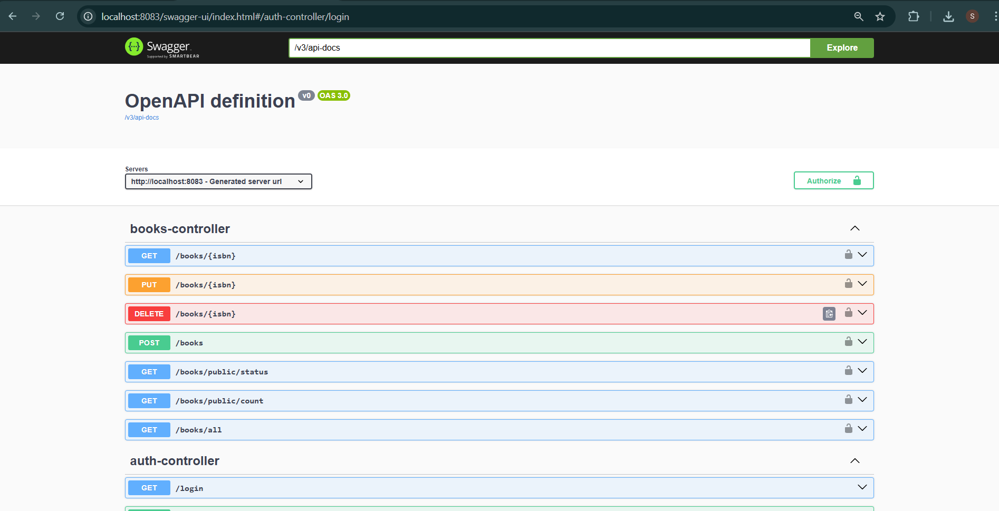 localhost:8083/swagger-ui/index.html#/auth-controller/login
S
Swagger
Supported by SMARTBEAR
/v3/api-docs
Explore
OpenAPI definition v0 OAS 3.0
/v3/api-docs
Servers
http://localhost:8083 - Generated server url
Authorize
books-controller
GET /books/{isbn}
PUT /books/{isbn}
DELETE /books/{isbn}
POST /books
GET /books/public/status
GET /books/public/count
GET /books/all
auth-controller
GET /login